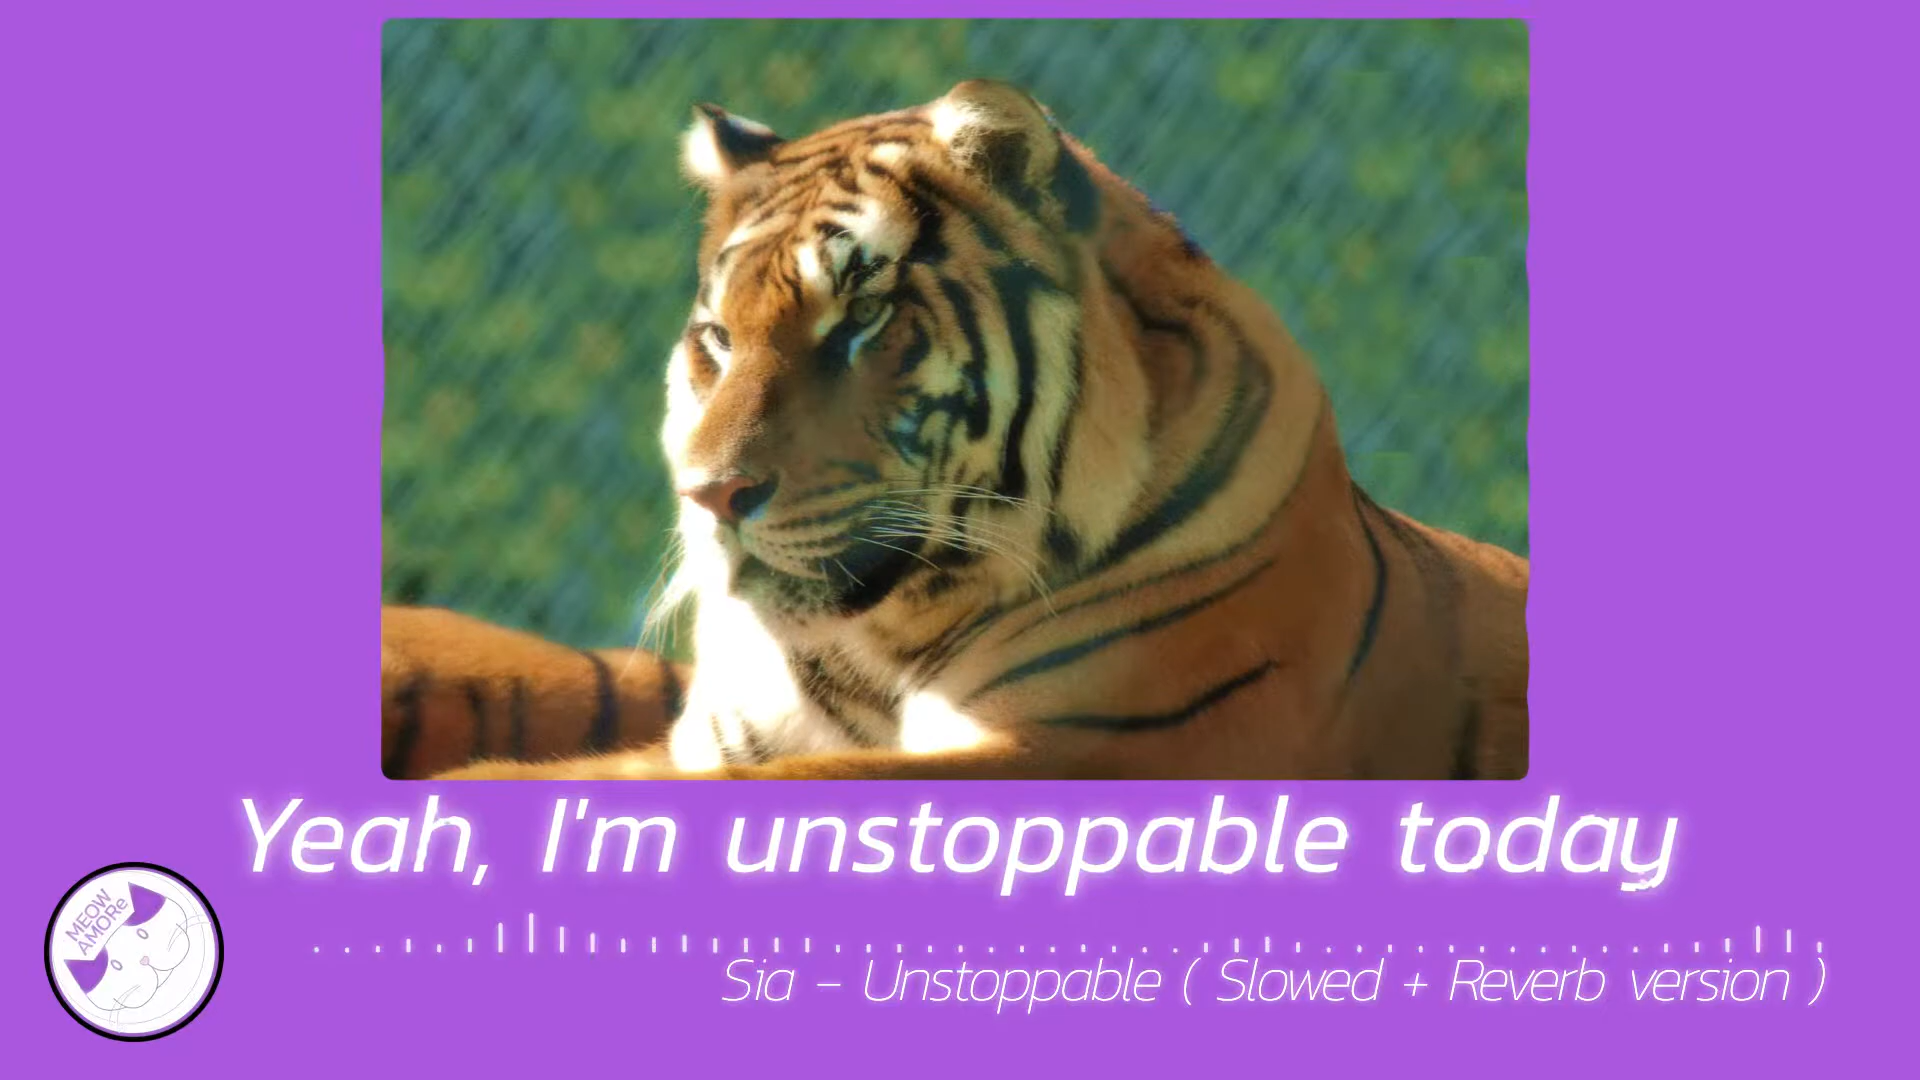 Yeah, I'm unstoppable today
MEOW
AMORe
Sia - Unstoppable ( Slowed + Reverb version )